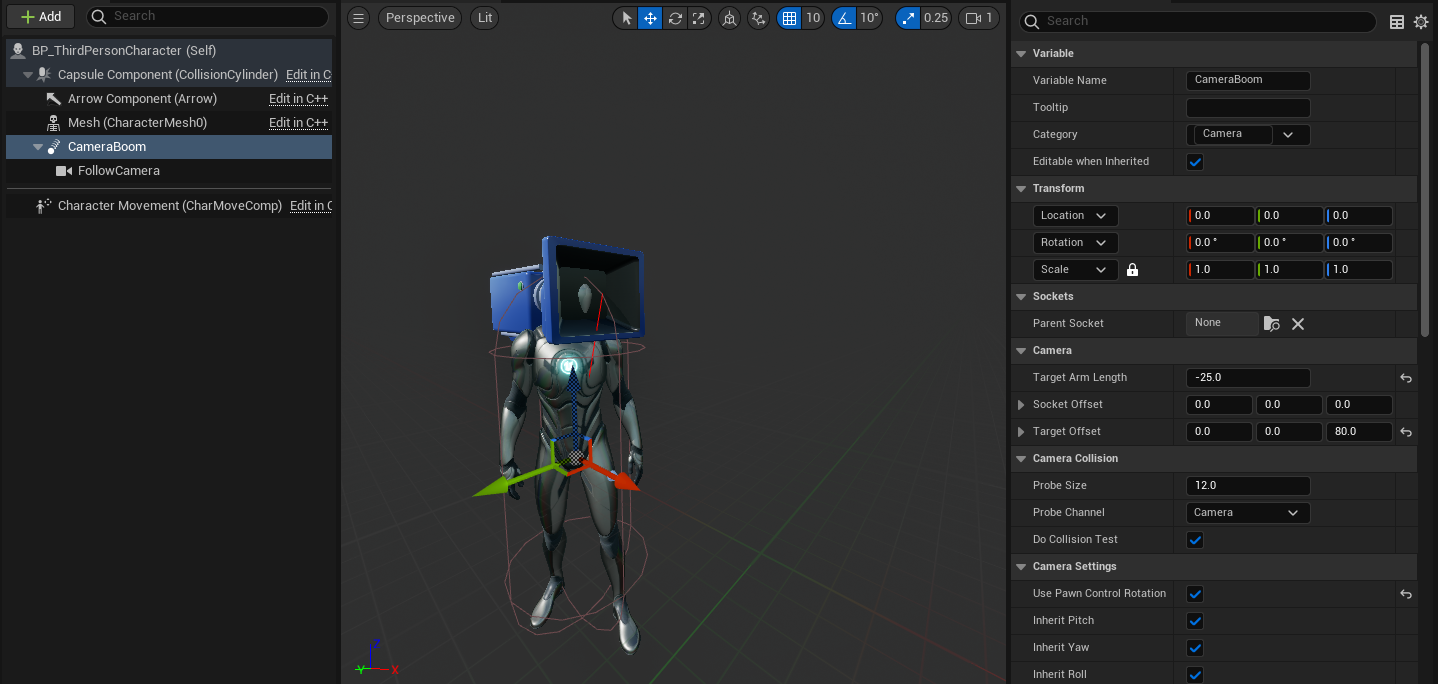 Add
Search
BP_ThirdPersonCharacter (Self)
Capsule Component (CollisionCylinder) Edit in C
Arrow Component (Arrow) Edit in C++
Mesh (CharacterMesh0) Edit in C++
CameraBoom
FollowCamera
Character Movement (CharMoveComp) Edit in C
Perspective Lit 10 10° 0.25 1
Z
Y X
Search
Variable
Variable Name CameraBoom
Tooltip
Category Camera
Editable when Inherited
Transform
Location 0.0 0.0 0.0
Rotation 0.0 ° 0.0 ° 0.0 °
Scale 1.0 1.0 1.0
Sockets
Parent Socket None
Camera
Target Arm Length -25.0
Socket Offset 0.0 0.0 0.0
Target Offset 0.0 0.0 80.0
Camera Collision
Probe Size 12.0
Probe Channel Camera
Do Collision Test
Camera Settings
Use Pawn Control Rotation
Inherit Pitch
Inherit Yaw
Inherit Roll